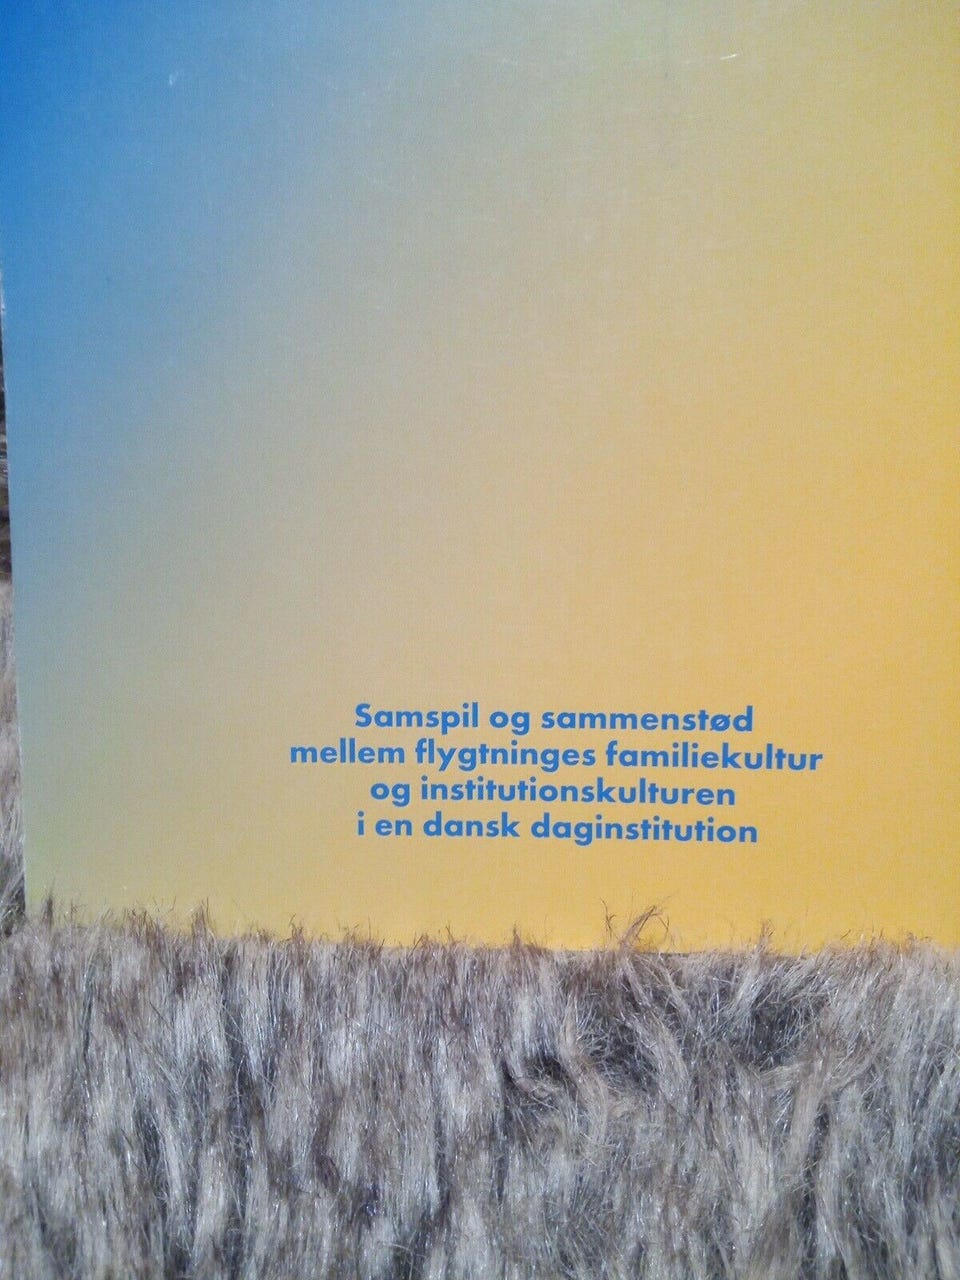 Samspil og sammenstød
mellem flygtninges familiekultur
og institutionskulturen
i en dansk daginstitution